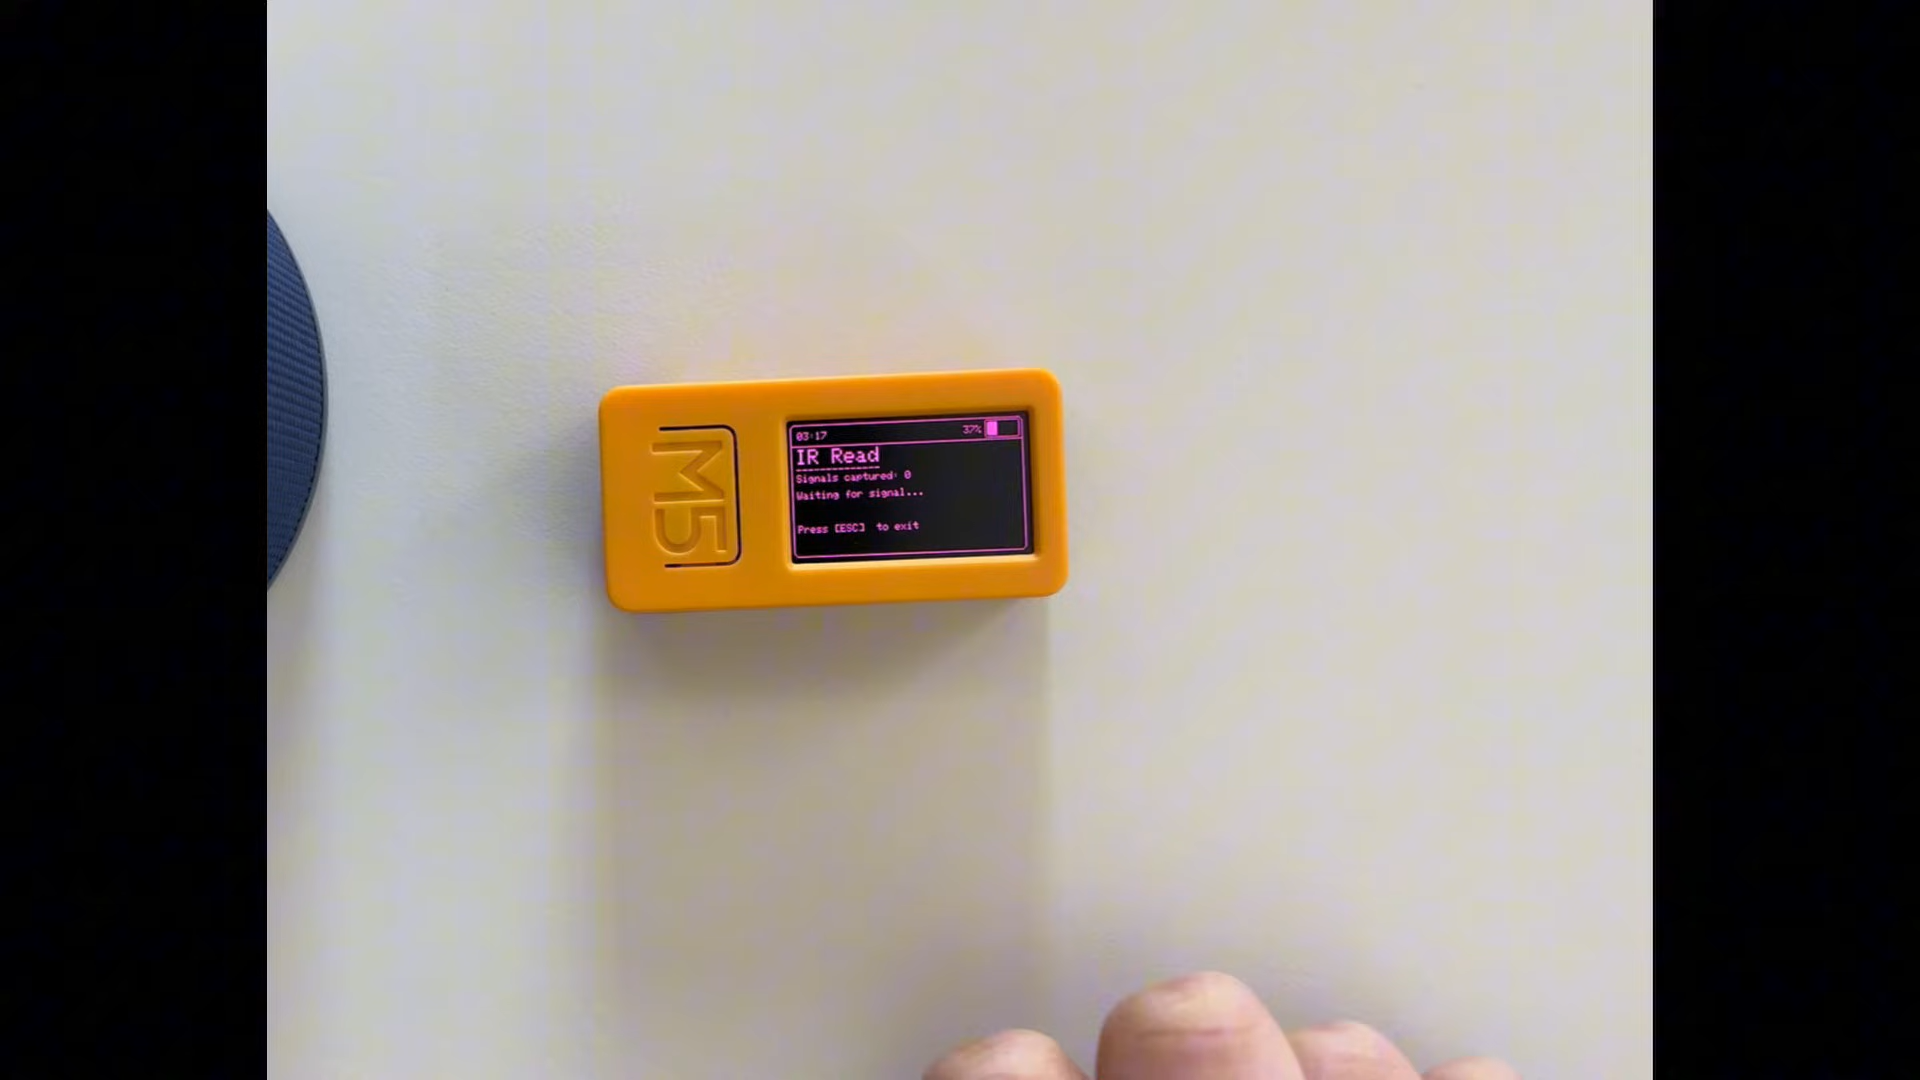 M5
03:17 37%
IR Read
Signals captured: 0
Waiting for signal...
Press [ESC] to exit